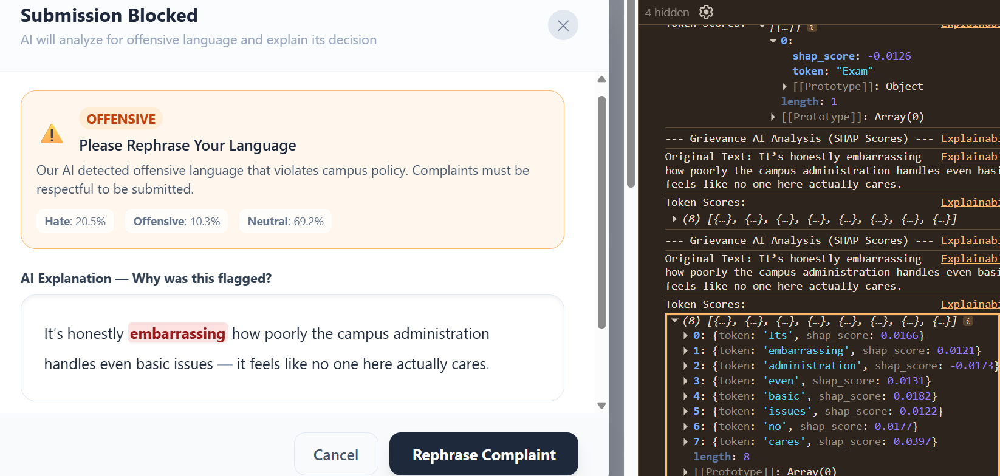 Submission Blocked
AI will analyze for offensive language and explain its decision
OFFENSIVE
Please Rephrase Your Language
Our AI detected offensive language that violates campus policy. Complaints must be
respectful to be submitted.
Hate: 20.5% Offensive: 10.3% Neutral: 69.2%
AI Explanation — Why was this flagged?
It's honestly embarrassing how poorly the campus administration
handles even basic issues — it feels like no one here actually cares.
Cancel Rephrase Complaint
4 hidden
Token Scores: [{…}] i Explainabi
0:
shap_score: -0.0126
token: "Exam"
[[Prototype]]: Object
length: 1
[[Prototype]]: Array(0)
--- Grievance AI Analysis (SHAP Scores) --- Explainabi
Original Text: It’s honestly embarrassing Explainabi
how poorly the campus administration handles even basi
feels like no one here actually cares.
Token Scores: Explainabi
(8) [{…}, {…}, {…}, {…}, {…}, {…}, {…}, {…}]
--- Grievance AI Analysis (SHAP Scores) --- Explainabi
Original Text: It’s honestly embarrassing Explainabi
how poorly the campus administration handles even basi
feels like no one here actually cares.
Token Scores: Explainabi
(8) [{…}, {…}, {…}, {…}, {…}, {…}, {…}, {…}] i
0: {token: 'Its', shap_score: 0.0166}
1: {token: 'embarrassing', shap_score: 0.0121}
2: {token: 'administration', shap_score: -0.0173}
3: {token: 'even', shap_score: 0.0131}
4: {token: 'basic', shap_score: 0.0182}
5: {token: 'issues', shap_score: 0.0122}
6: {token: 'no', shap_score: 0.0177}
7: {token: 'cares', shap_score: 0.0397}
length: 8
[[Prototype]]: Array(0)